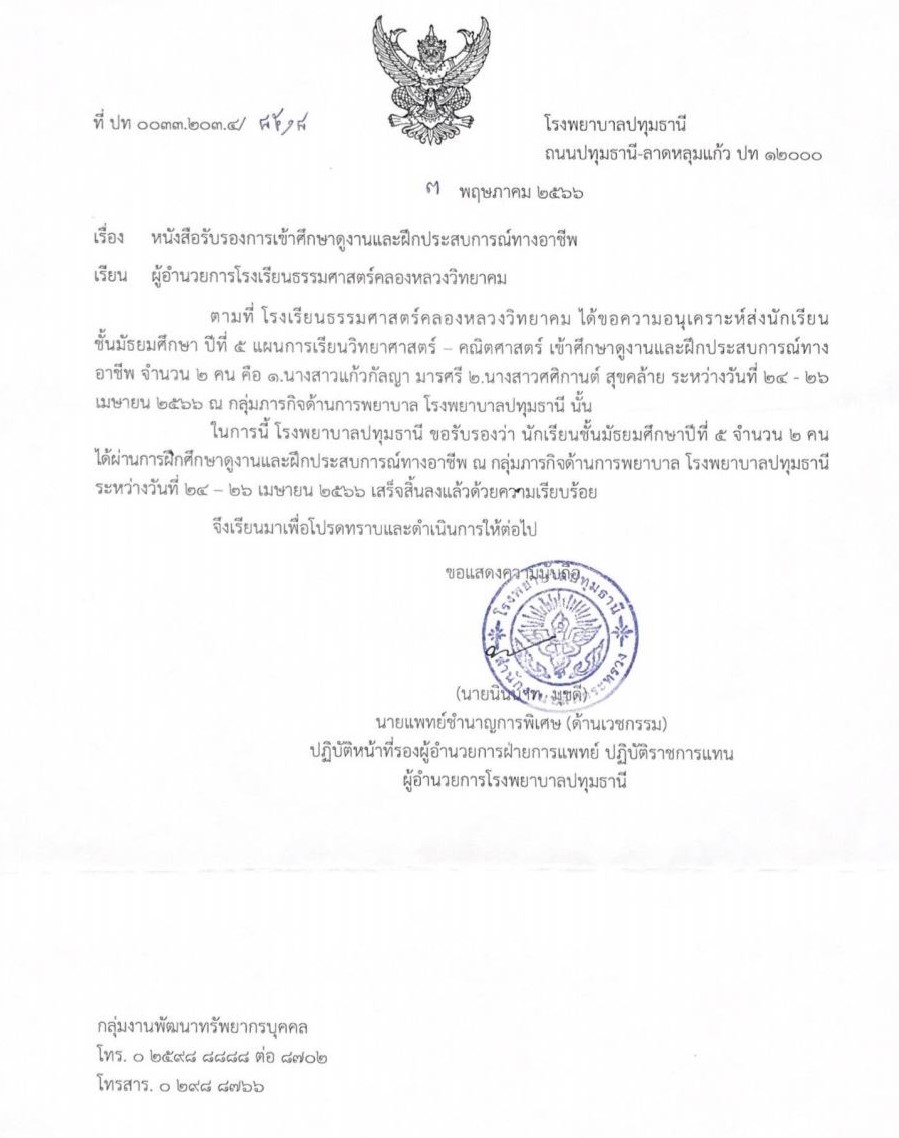 ที่ ปท ๐๐๓๓.๒๐๓.๔/
โรงพยาบาลปทุมธานี
ถนนปทุมธานี-ลาดหลุมแก้ว ปท ๑๒๐๐๐
๓ พฤษภาคม ๒๕๖๖
เรื่อง หนังสือรับรองการเข้าศึกษาดูงานและฝึกประสบการณ์ทางอาชีพ
เรียน ผู้อำนวยการโรงเรียนธรรมศาสตร์คลองหลวงวิทยาคม
ตามที่ โรงเรียนธรรมศาสตร์คลองหลวงวิทยาคม ได้ขอความอนุเคราะห์ส่งนักเรียน
ชั้นมัธยมศึกษา ปีที่ ๕ แผนการเรียนวิทยาศาสตร์ – คณิตศาสตร์ เข้าศึกษาดูงานและฝึกประสบการณ์ทาง
อาชีพ จำนวน ๒ คน คือ ๑.นางสาวแก้วกัลญา มารศรี ๒.นางสาวศศิกานต์ สุขคล้าย ระหว่างวันที่ ๒๔ - ๒๖
เมษายน ๒๕๖๖ ณ กลุ่มภารกิจด้านการพยาบาล โรงพยาบาลปทุมธานี นั้น
ในการนี้ โรงพยาบาลปทุมธานี ขอรับรองว่า นักเรียนชั้นมัธยมศึกษาปีที่ ๕ จำนวน ๒ คน
ได้ผ่านการฝึกศึกษาดูงานและฝึกประสบการณ์ทางอาชีพ ณ กลุ่มภารกิจด้านการพยาบาล โรงพยาบาลปทุมธานี
ระหว่างวันที่ ๒๔ – ๒๖ เมษายน ๒๕๖๖ เสร็จสิ้นลงแล้วด้วยความเรียบร้อย
จึงเรียนมาเพื่อโปรดทราบและดำเนินการให้ต่อไป
ขอแสดงความนับถือ
โรงพยาบาลปทุมธานี
(นายนินนาท มุขดี)
นายแพทย์ชำนาญการพิเศษ (ด้านเวชกรรม)
ปฏิบัติหน้าที่รองผู้อำนวยการฝ่ายการแพทย์ ปฏิบัติราชการแทน
ผู้อำนวยการโรงพยาบาลปทุมธานี
กลุ่มงานพัฒนาทรัพยากรบุคคล
โทร. ๐ ๒๕๙๘ ๘๘๘๘ ต่อ ๘๗๐๒
โทรสาร. ๐ ๒๙๘ ๘๗๖๖